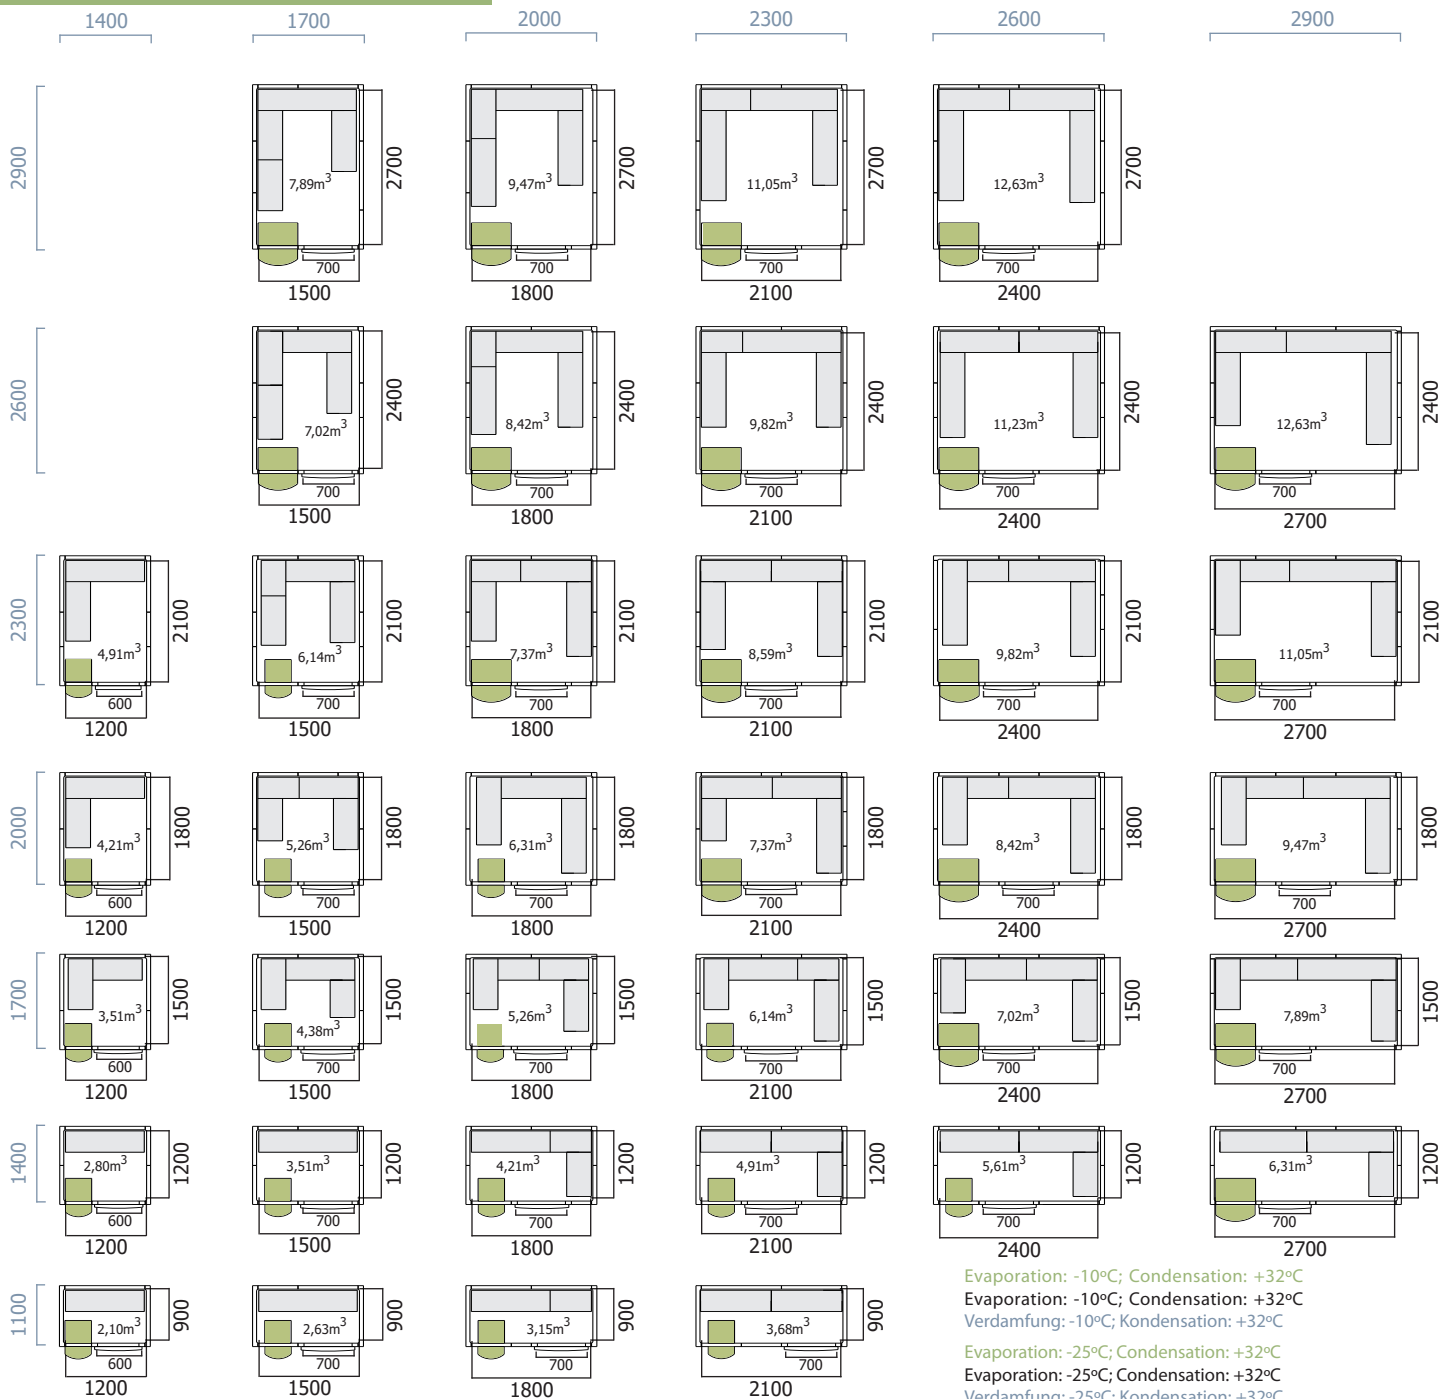 1400 1700 2000 2300 2600 2900
2900
7,89m³ 2700 700 1500
9,47m³ 2700 700 1800
11,05m³ 2700 700 2100
12,63m³ 2700 700 2400
2600
7,02m³ 2400 700 1500
8,42m³ 2400 700 1800
9,82m³ 2400 700 2100
11,23m³ 2400 700 2400
12,63m³ 2400 700 2700
2300
4,91m³ 2100 600 1200
6,14m³ 2100 700 1500
7,37m³ 2100 700 1800
8,59m³ 2100 700 2100
9,82m³ 2100 700 2400
11,05m³ 2100 700 2700
2000
4,21m³ 1800 600 1200
5,26m³ 1800 700 1500
6,31m³ 1800 700 1800
7,37m³ 1800 700 2100
8,42m³ 1800 700 2400
9,47m³ 1800 700 2700
1700
3,51m³ 1500 600 1200
4,38m³ 1500 700 1500
5,26m³ 1500 700 1800
6,14m³ 1500 700 2100
7,02m³ 1500 700 2400
7,89m³ 1500 700 2700
1400
2,80m³ 1200 600 1200
3,51m³ 1200 700 1500
4,21m³ 1200 700 1800
4,91m³ 1200 700 2100
5,61m³ 1200 700 2400
6,31m³ 1200 700 2700
1100
2,10m³ 900 600 1200
2,63m³ 900 700 1500
3,15m³ 900 700 1800
3,68m³ 900 700 2100
Evaporation: -10ºC; Condensation: +32ºC
Evaporation: -10ºC; Condensation: +32ºC
Verdamfung: -10ºC; Kondensation: +32ºC
Evaporation: -25ºC; Condensation: +32ºC
Evaporation: -25ºC; Condensation: +32ºC
Verdamfung: -25ºC; Kondensation: +32ºC